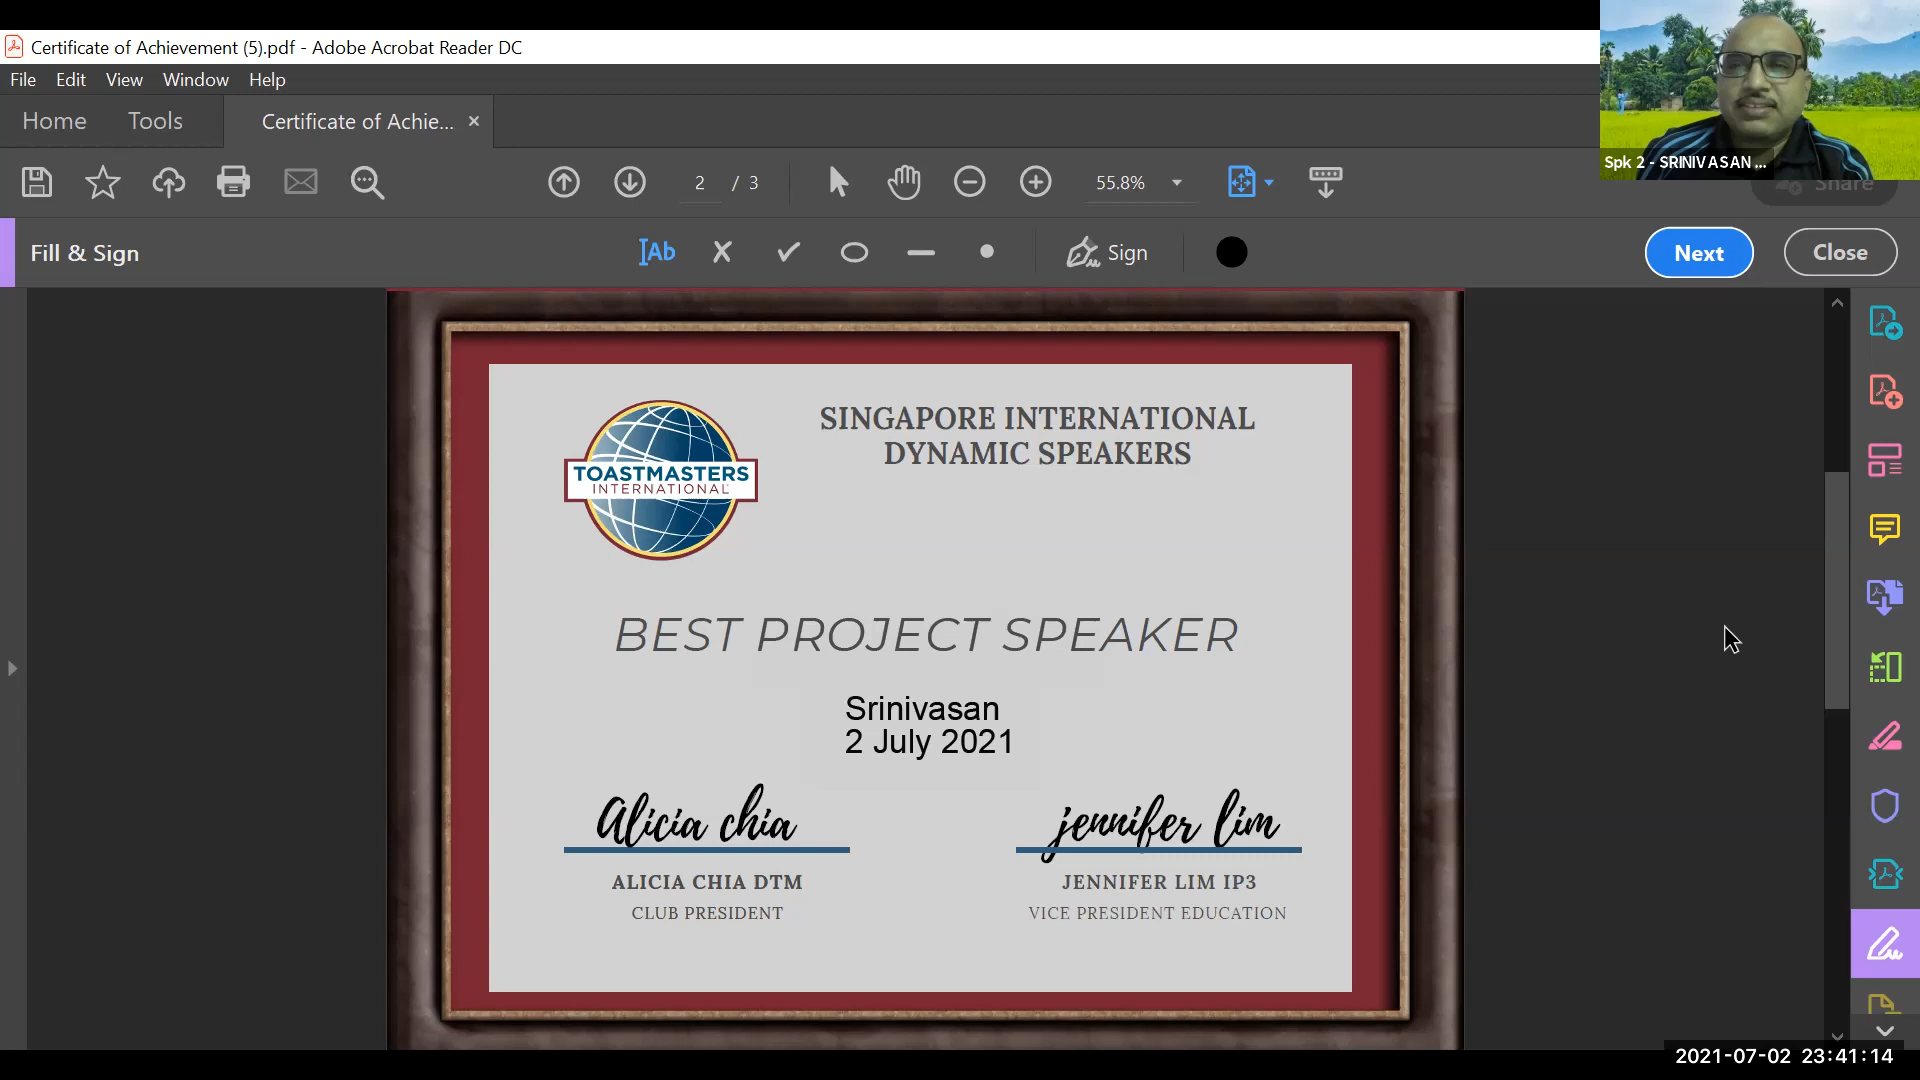 Certificate of Achievement (5).pdf - Adobe Acrobat Reader DC
File Edit View Window Help
Home Tools Certificate of Achie... ×
2 / 3 55.8%
Spk 2 - SRINIVASAN ...
Share
Fill & Sign
Ab Sign Next Close
SINGAPORE INTERNATIONAL
DYNAMIC SPEAKERS
TOASTMASTERS
INTERNATIONAL
BEST PROJECT SPEAKER
Srinivasan
2 July 2021
Alicia chia
jennifer lim
ALICIA CHIA DTM
JENNIFER LIM IP3
CLUB PRESIDENT
VICE PRESIDENT EDUCATION
2021-07-02 23:41:14